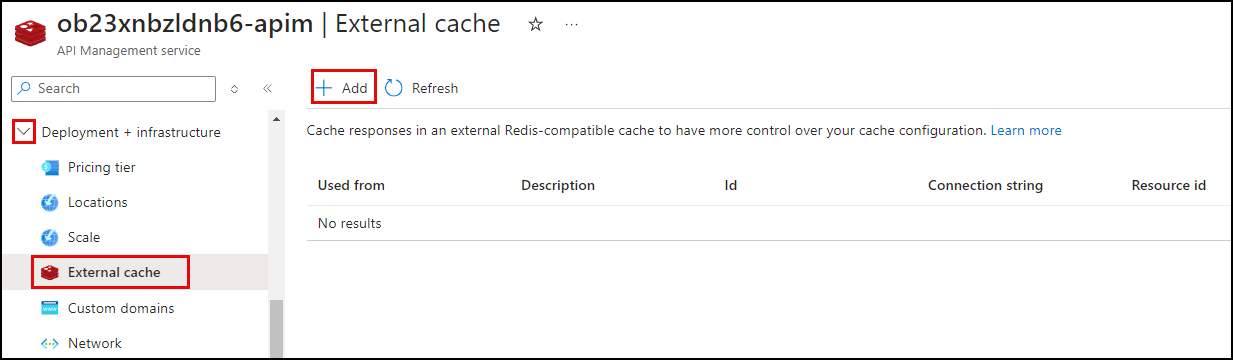 ob23xnbzldnb6-apim | External cache ☆ ···
API Management service
Search
Add
Refresh
Deployment + infrastructure
Cache responses in an external Redis-compatible cache to have more control over your cache configuration. Learn more
Pricing tier
Used from Description Id Connection string Resource id
Locations
No results
Scale
External cache
Custom domains
Network